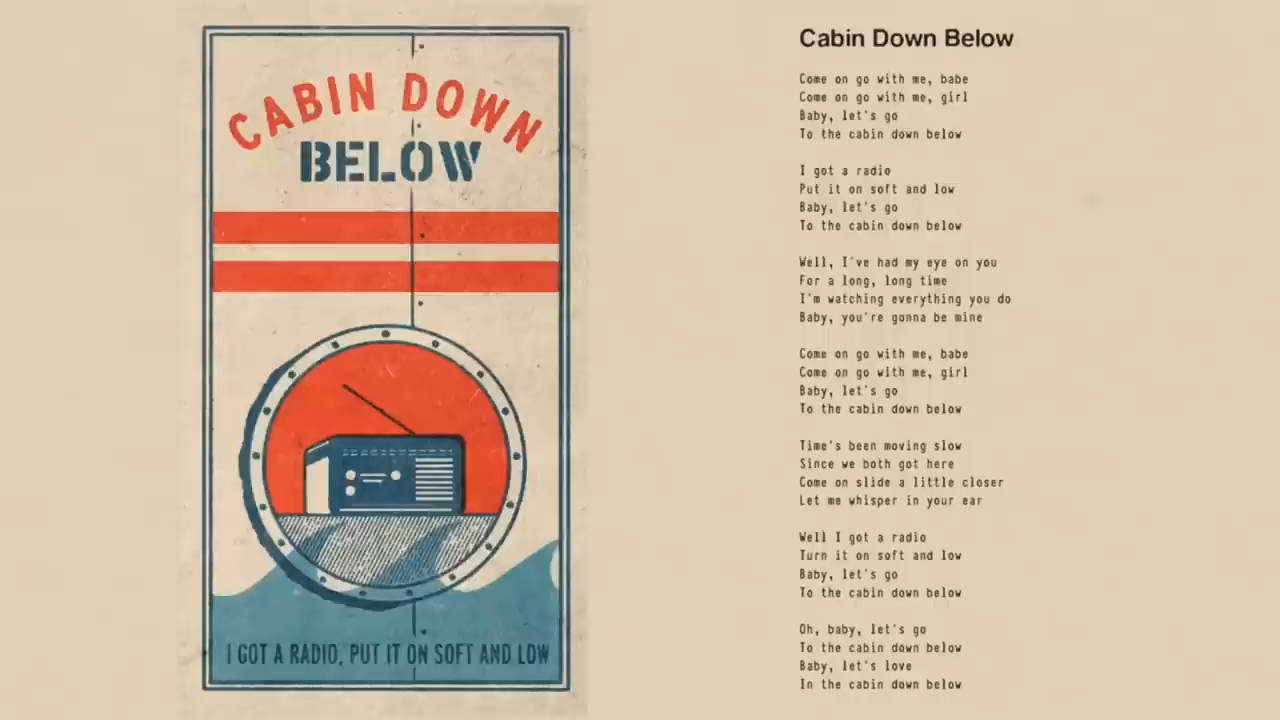 CABIN DOWN
BELOW
I GOT A RADIO, PUT IT ON SOFT AND LOW
Cabin Down Below
Come on go with me, babe
Come on go with me, girl
Baby, let's go
To the cabin down below
I got a radio
Put it on soft and low
Baby, let's go
To the cabin down below
Well, I've had my eye on you
For a long, long time
I'm watching everything you do
Baby, you're gonna be mine
Come on go with me, babe
Come on go with me, girl
Baby, let's go
To the cabin down below
Time's been moving slow
Since we both got here
Come on slide a little closer
Let me whisper in your ear
Well I got a radio
Turn it on soft and low
Baby, let's go
To the cabin down below
Oh, baby, let's go
To the cabin down below
Baby, let's love
In the cabin down below